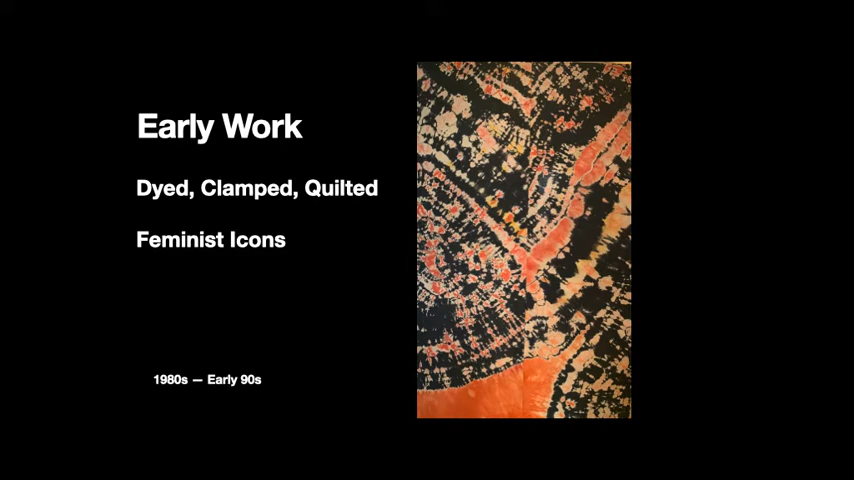 Early Work
Dyed, Clamped, Quilted
Feminist Icons
1980s — Early 90s